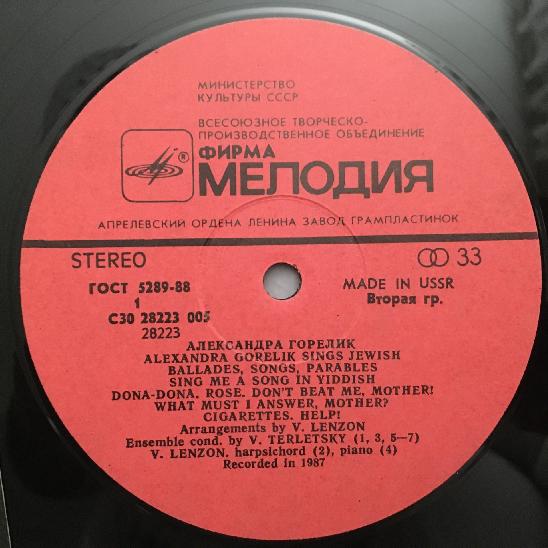 МИНИСТЕРСТВО
КУЛЬТУРЫ СССР
ВСЕСОЮЗНОЕ ТВОРЧЕСКО-
ПРОИЗВОДСТВЕННОЕ ОБЪЕДИНЕНИЕ
®
ФИРМА
МЕЛОДИЯ
АПРЕЛЕВСКИЙ ОРДЕНА ЛЕНИНА ЗАВОД ГРАМПЛАСТИНОК
STEREO
33
ГОСТ 5289-88
MADE IN USSR
1
Вторая гр.
С30 28223 005
28223
АЛЕКСАНДРА ГОРЕЛИК
ALEXANDRA GORELIK SINGS JEWISH
BALLADES, SONGS, PARABLES
SING ME A SONG IN YIDDISH
DONA-DONA. ROSE. DON'T BEAT ME, MOTHER!
WHAT MUST I ANSWER, MOTHER?
CIGARETTES. HELP!
Arrangements by V. LENZON
Ensemble cond. by V. TERLETSKY (1, 3, 5—7)
V. LENZON, harpsichord (2), piano (4)
Recorded in 1987